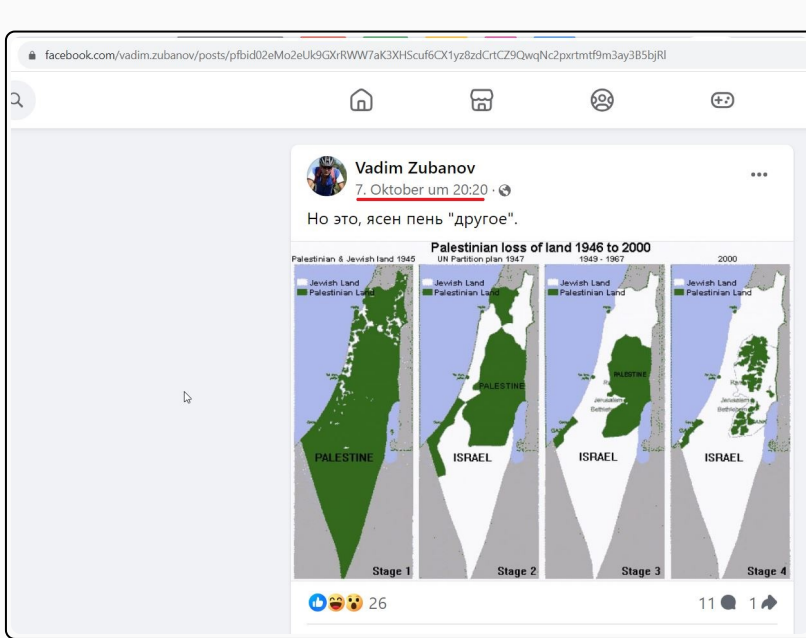 facebook.com/vadim.zubanov/posts/pfbid02eMo2eUk9GXrRWW7aK3XHScuf6CX1yz8zdCrtCZ9QwqNc2pxrtmtf9m3ay3B5bjRl
Vadim Zubanov
7. Oktober um 20:20
Но это, ясен пень "другое".
Palestinian loss of land 1946 to 2000
Palestinian & Jewish land 1945 UN Partition plan 1947 1949 - 1967 2000
Jewish Land Jewish Land Jewish Land Jewish Land
Palestinian Land Palestinian Land Palestinian Land Palestinian Land
PALESTINE
PALESTINE
Jerusalem Jerusalem
PALESTINE ISRAEL ISRAEL ISRAEL
Stage 1 Stage 2 Stage 3 Stage 4
26 11 1